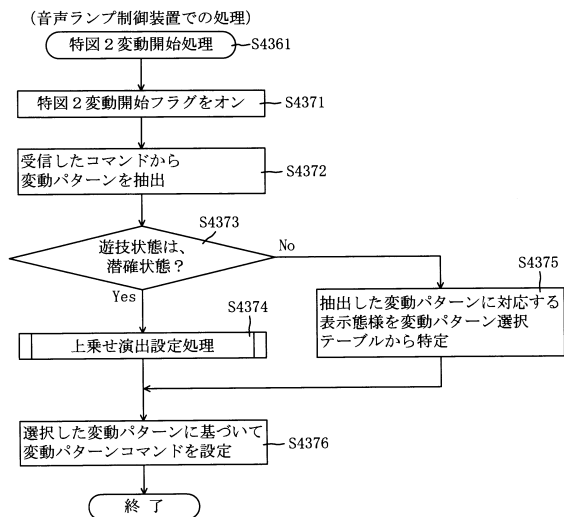 （音声ランプ制御装置での処理）
特図２変動開始処理
S4361
特図２変動開始フラグをオン
S4371
受信したコマンドから
変動パターンを抽出
S4372
S4373
遊技状態は、
潜確状態？
No
Yes
S4374
上乗せ演出設定処理
S4375
抽出した変動パターンに対応する
表示態様を変動パターン選択
テーブルから特定
選択した変動パターンに基づいて
変動パターンコマンドを設定
S4376
終 了